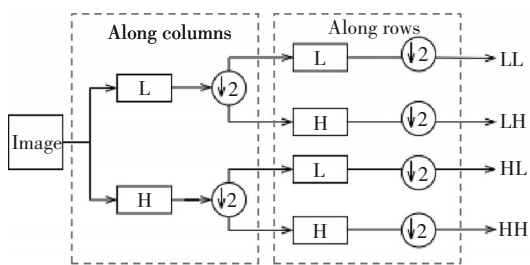 Along columns
Along rows
L
↓2
LL
L
↓2
H
↓2
LH
Image
L
↓2
HL
H
↓2
H
↓2
HH